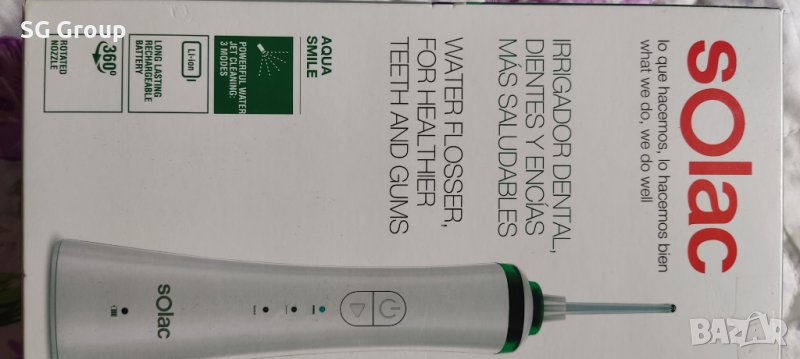 SG Group
sOlac
lo que hacemos, lo hacemos bien
what we do, we do well
IRRIGADOR DENTAL,
DIENTES Y ENCÍAS
MÁS SALUDABLES
WATER FLOSSER,
FOR HEALTHIER
TEETH AND GUMS
AQUA
SMILE
POWERFUL WATER
JET CLEANING:
3 MODES
Li-ion
LONG LASTING
RECHARGEABLE
BATTERY
360º
ROTATED
NOZZLE
sOlac
BAZAR